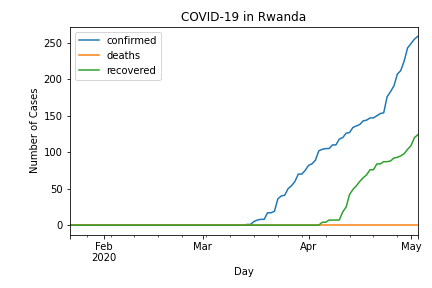 COVID-19 in Rwanda
confirmed
deaths
recovered
Number of Cases
250
200
150
100
50
0
Feb
2020
Mar
Apr
May
Day